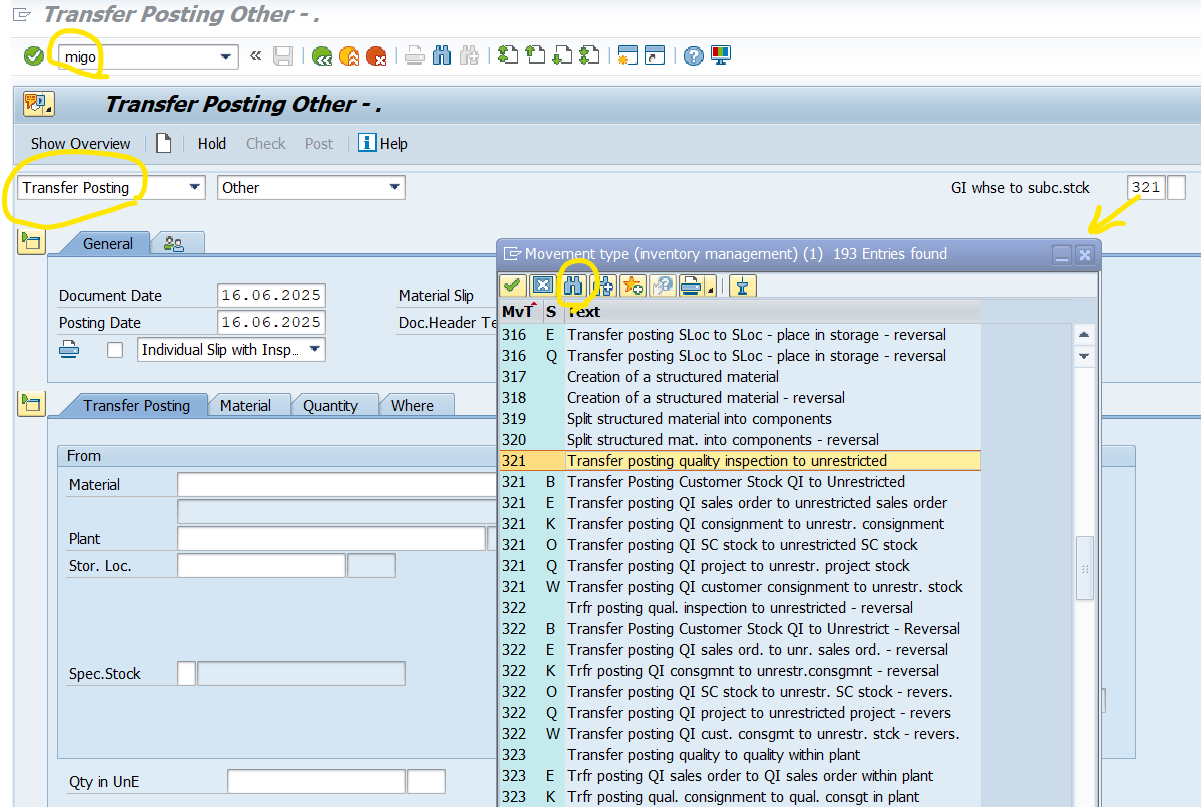 Transfer Posting Other - .
migo
Transfer Posting Other - .
Show Overview Hold Check Post Help
Transfer Posting Other GI whse to subc.stck 321
General
Movement type (inventory management) (1) 193 Entries found
Document Date 16.06.2025 Material Slip
Posting Date 16.06.2025 Doc.Header Te
Individual Slip with Insp...
Transfer Posting Material Quantity Where
From
Material
Plant
Stor. Loc.
Spec.Stock
Qty in UnE
MvT S Text
316 E Transfer posting SLoc to SLoc - place in storage - reversal
316 Q Transfer posting SLoc to SLoc - place in storage - reversal
317 Creation of a structured material
318 Creation of a structured material - reversal
319 Split structured material into components
320 Split structured mat. into components - reversal
321 Transfer posting quality inspection to unrestricted
321 B Transfer Posting Customer Stock QI to Unrestricted
321 E Transfer posting QI sales order to unrestricted sales order
321 K Transfer posting QI consignment to unrestr. consignment
321 O Transfer posting QI SC stock to unrestricted SC stock
321 Q Transfer posting QI project to unrestr. project stock
321 W Transfer posting QI customer consignment to unrestr. stock
322 Trfr posting qual. inspection to unrestricted - reversal
322 B Transfer Posting Customer Stock QI to Unrestrict - Reversal
322 E Transfer posting QI sales ord. to unr. sales ord. - reversal
322 K Trfr posting QI consgmnt to unrestr.consgmnt - reversal
322 O Transfer posting QI SC stock to unrestr. SC stock - revers.
322 Q Transfer posting QI project to unrestricted project - revers
322 W Transfer posting QI cust. consgmt to unrestr. stck - revers.
323 Transfer posting quality to quality within plant
323 E Trfr posting QI sales order to QI sales order within plant
323 K Trfr posting qual. consignment to qual. consgt in plant